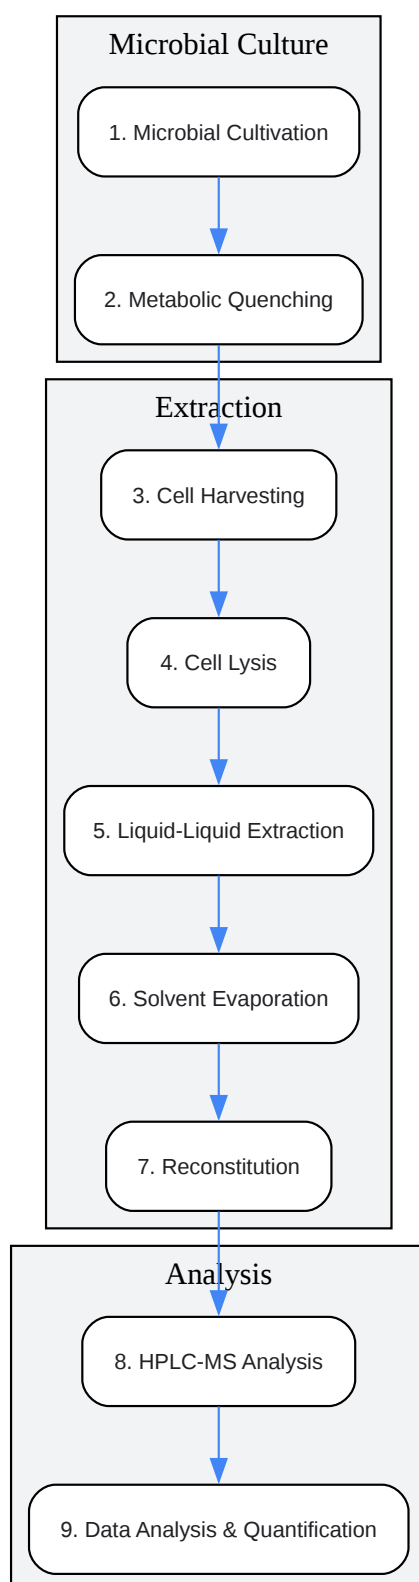 Microbial Culture
1. Microbial Cultivation
2. Metabolic Quenching
Extraction
3. Cell Harvesting
4. Cell Lysis
5. Liquid-Liquid Extraction
6. Solvent Evaporation
7. Reconstitution
Analysis
8. HPLC-MS Analysis
9. Data Analysis & Quantification